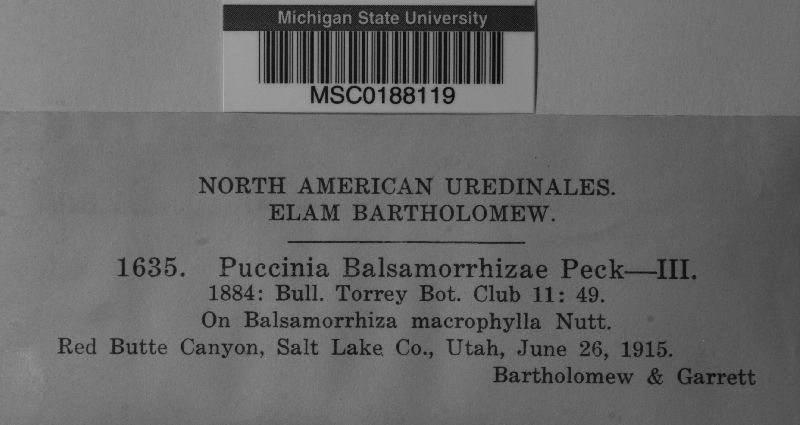 Michigan State University
MSC0188119
NORTH AMERICAN UREDINALES.
ELAM BARTHOLOMEW.
1635. Puccinia Balsamorrhizae Peck—III.
1884: Bull. Torrey Bot. Club 11: 49.
On Balsamorrhiza macrophylla Nutt.
Red Butte Canyon, Salt Lake Co., Utah, June 26, 1915.
Bartholomew & Garrett